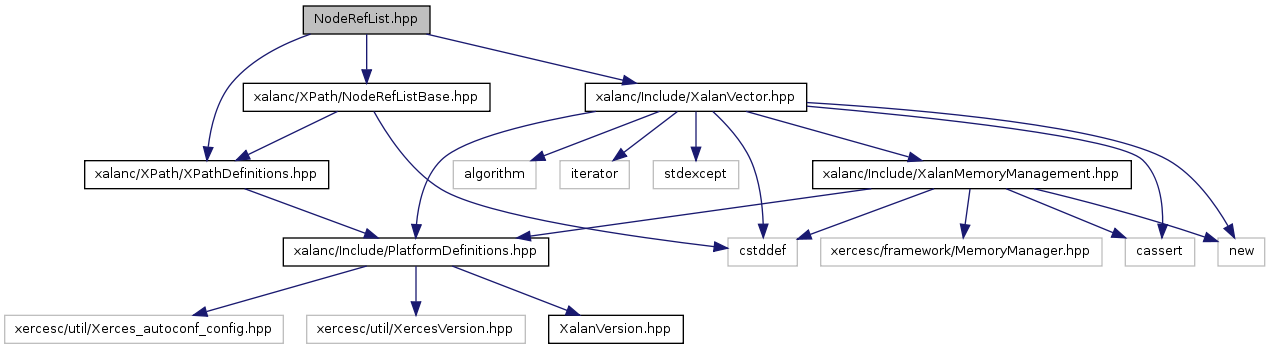 NodeRefList.hpp
xalanc/XPath/NodeRefListBase.hpp
xalanc/Include/XalanVector.hpp
xalanc/XPath/XPathDefinitions.hpp
algorithm
iterator
stdexcept
xalanc/Include/XalanMemoryManagement.hpp
xalanc/Include/PlatformDefinitions.hpp
cstddef
xercesc/framework/MemoryManager.hpp
cassert
new
xercesc/util/Xerces_autoconf_config.hpp
xercesc/util/XercesVersion.hpp
XalanVersion.hpp